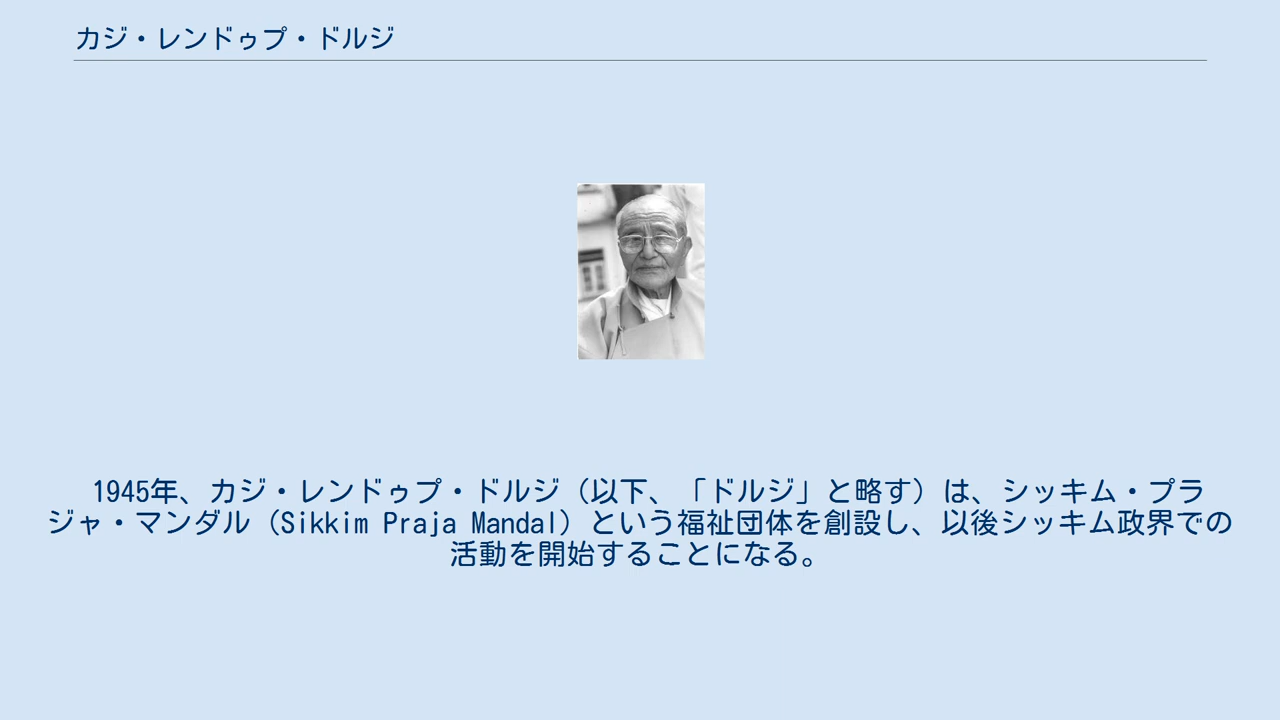 カジ・レンドゥプ・ドルジ
1945年、カジ・レンドゥプ・ドルジ（以下、「ドルジ」と略す）は、シッキム・プラ
ジャ・マンダル（Sikkim Praja Mandal）という福祉団体を創設し、以後シッキム政界での
活動を開始することになる。